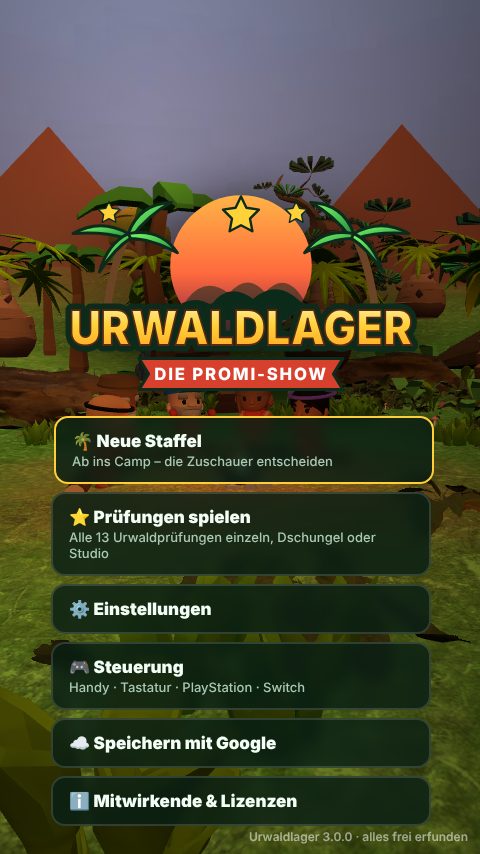 URWALDLAGER
DIE PROMI-SHOW
🌴 Neue Staffel
Ab ins Camp – die Zuschauer entscheiden
⭐ Prüfungen spielen
Alle 13 Urwaldprüfungen einzeln, Dschungel oder
Studio
⚙️ Einstellungen
🎮 Steuerung
Handy · Tastatur · PlayStation · Switch
☁️ Speichern mit Google
ℹ️ Mitwirkende & Lizenzen
Urwaldlager 3.0.0 · alles frei erfunden